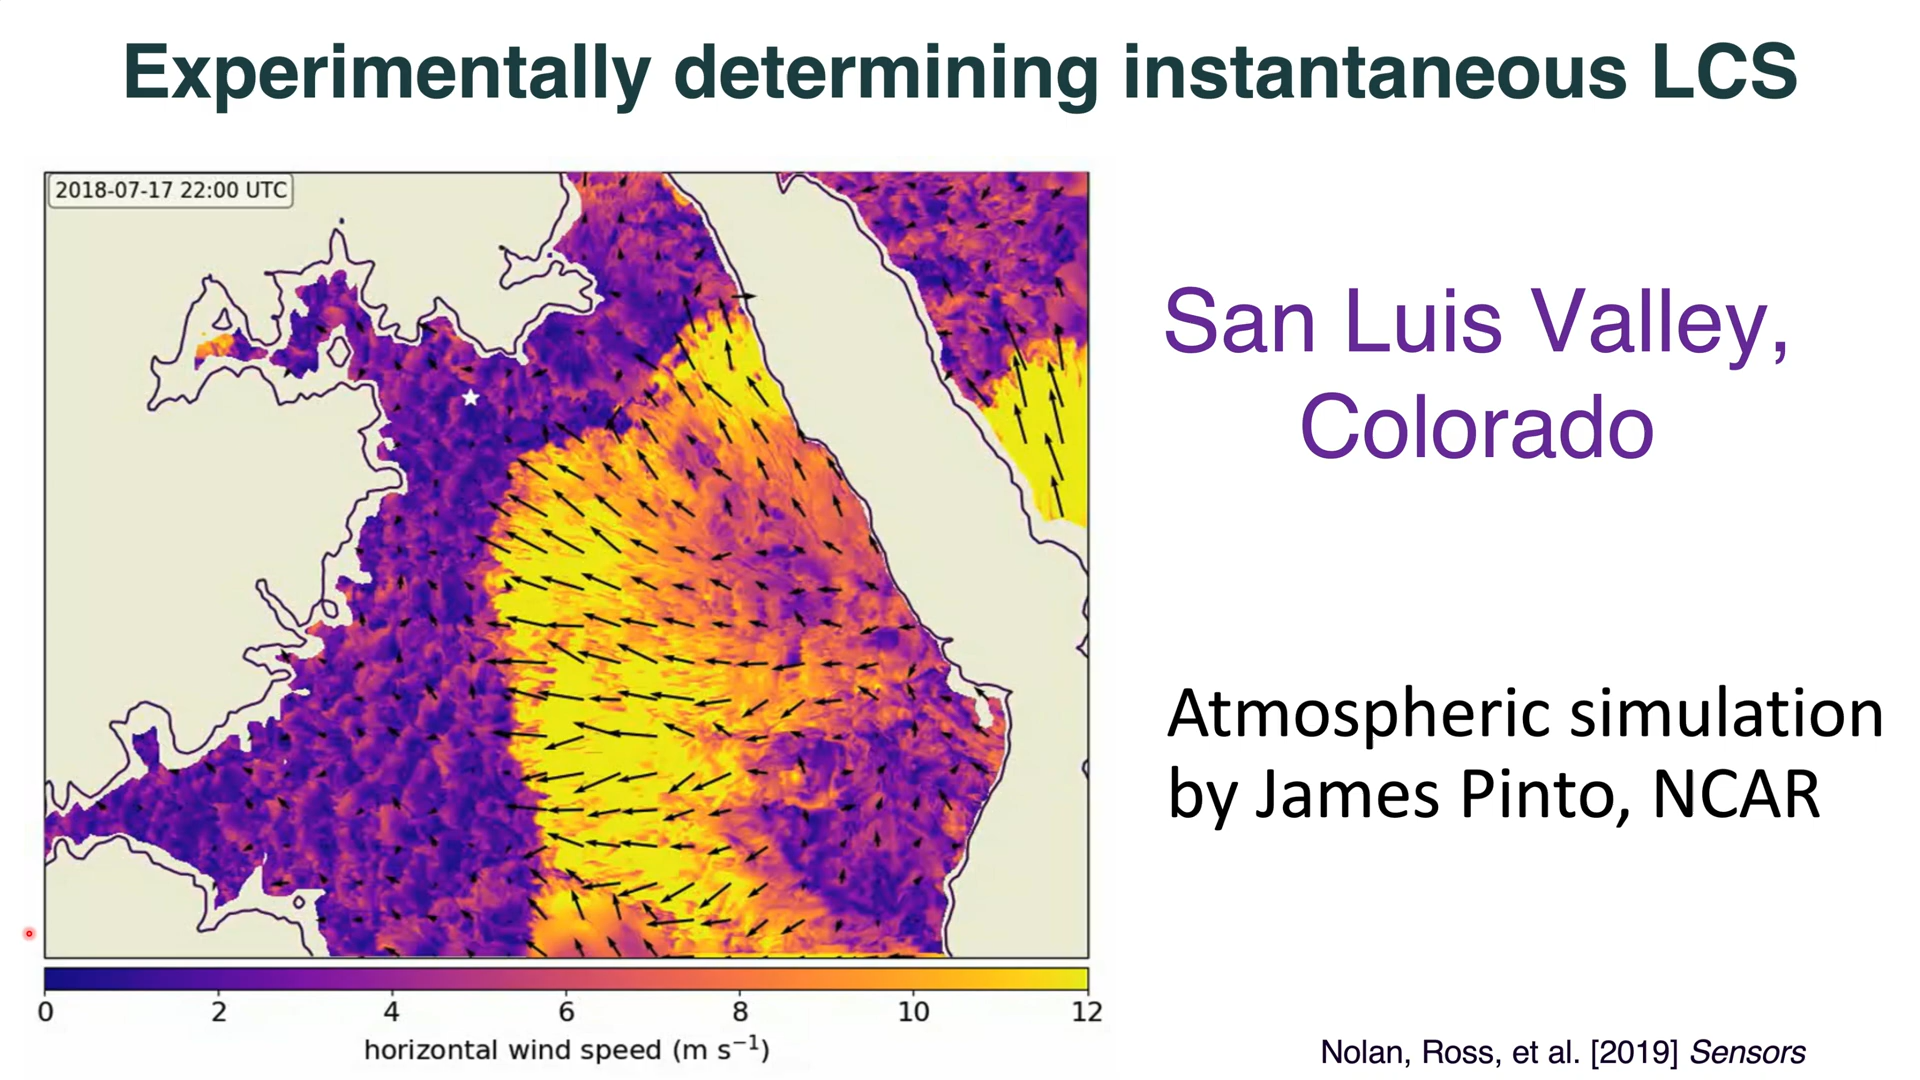 Experimentally determining instantaneous LCS
2018-07-17 22:00 UTC
San Luis Valley,
Colorado
Atmospheric simulation
by James Pinto, NCAR
0 2 4 6 8 10 12
horizontal wind speed (m s⁻¹)
Nolan, Ross, et al. [2019] Sensors